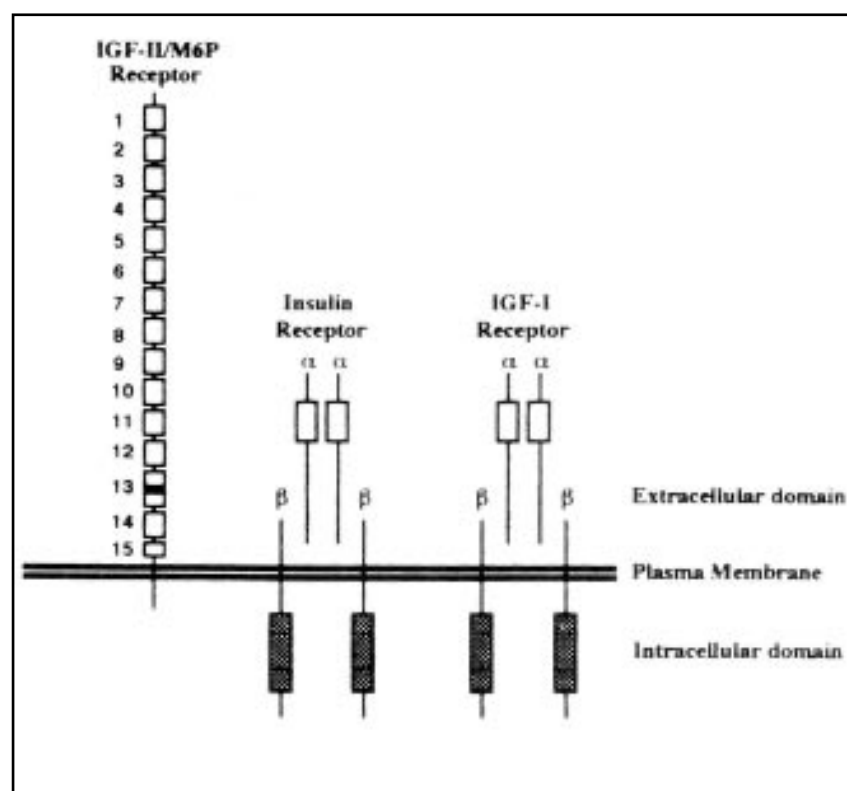 IGF-II/M6P
Receptor
1
2
3
4
5
6
7
8
9
10
11
12
13
14
15
Insulin
Receptor
α α
β β
IGF-I
Receptor
α α
β β
Extracellular domain
Plasma Membrane
Intracellular domain